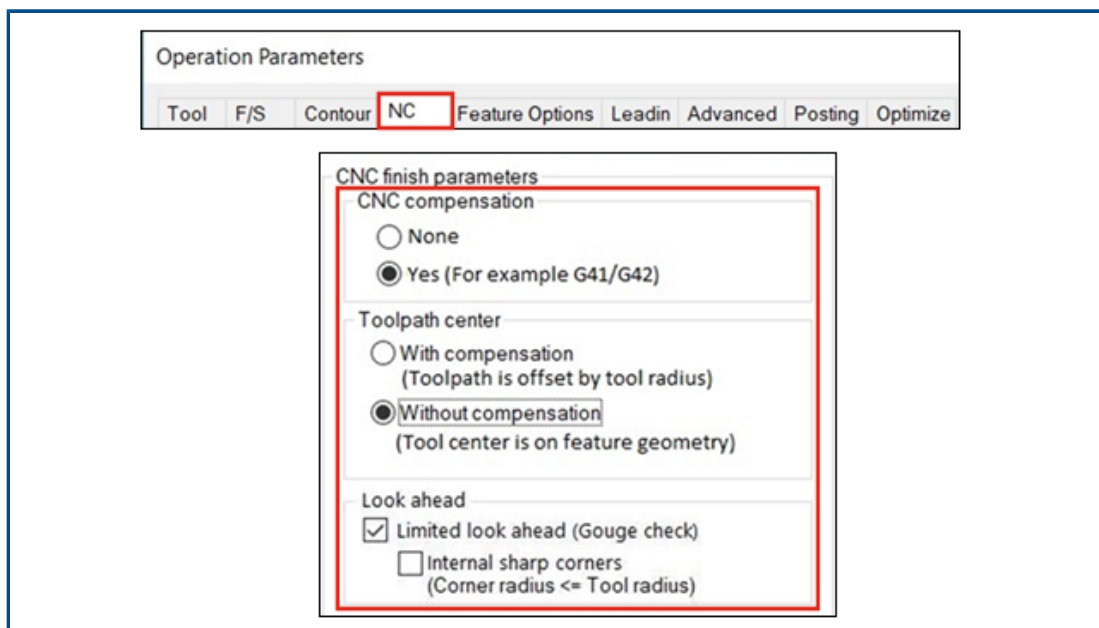 Operation Parameters
Tool F/S Contour NC Feature Options Leadin Advanced Posting Optimize
CNC finish parameters
CNC compensation
None
Yes (For example G41/G42)
Toolpath center
With compensation
(Toolpath is offset by tool radius)
Without compensation
(Tool center is on feature geometry)
Look ahead
Limited look ahead (Gouge check)
Internal sharp corners
(Corner radius <= Tool radius)